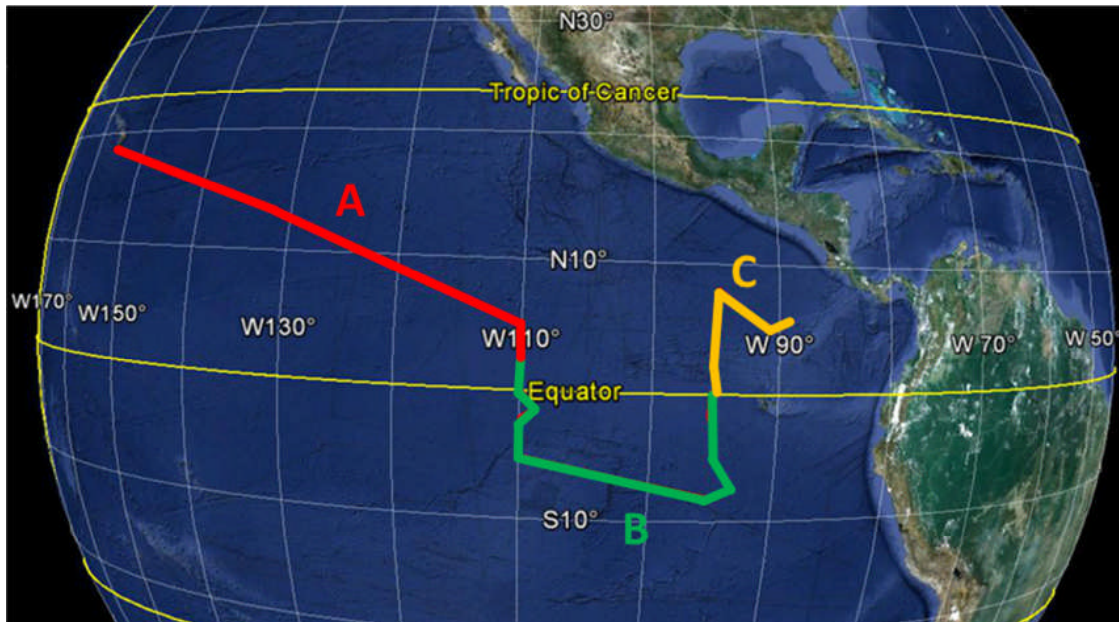 N30°
Tropic of Cancer
A
N10°
C
W170°
W150°
W130°
W110°
W 90°
W 70°
W 50°
Equator
S10°
B